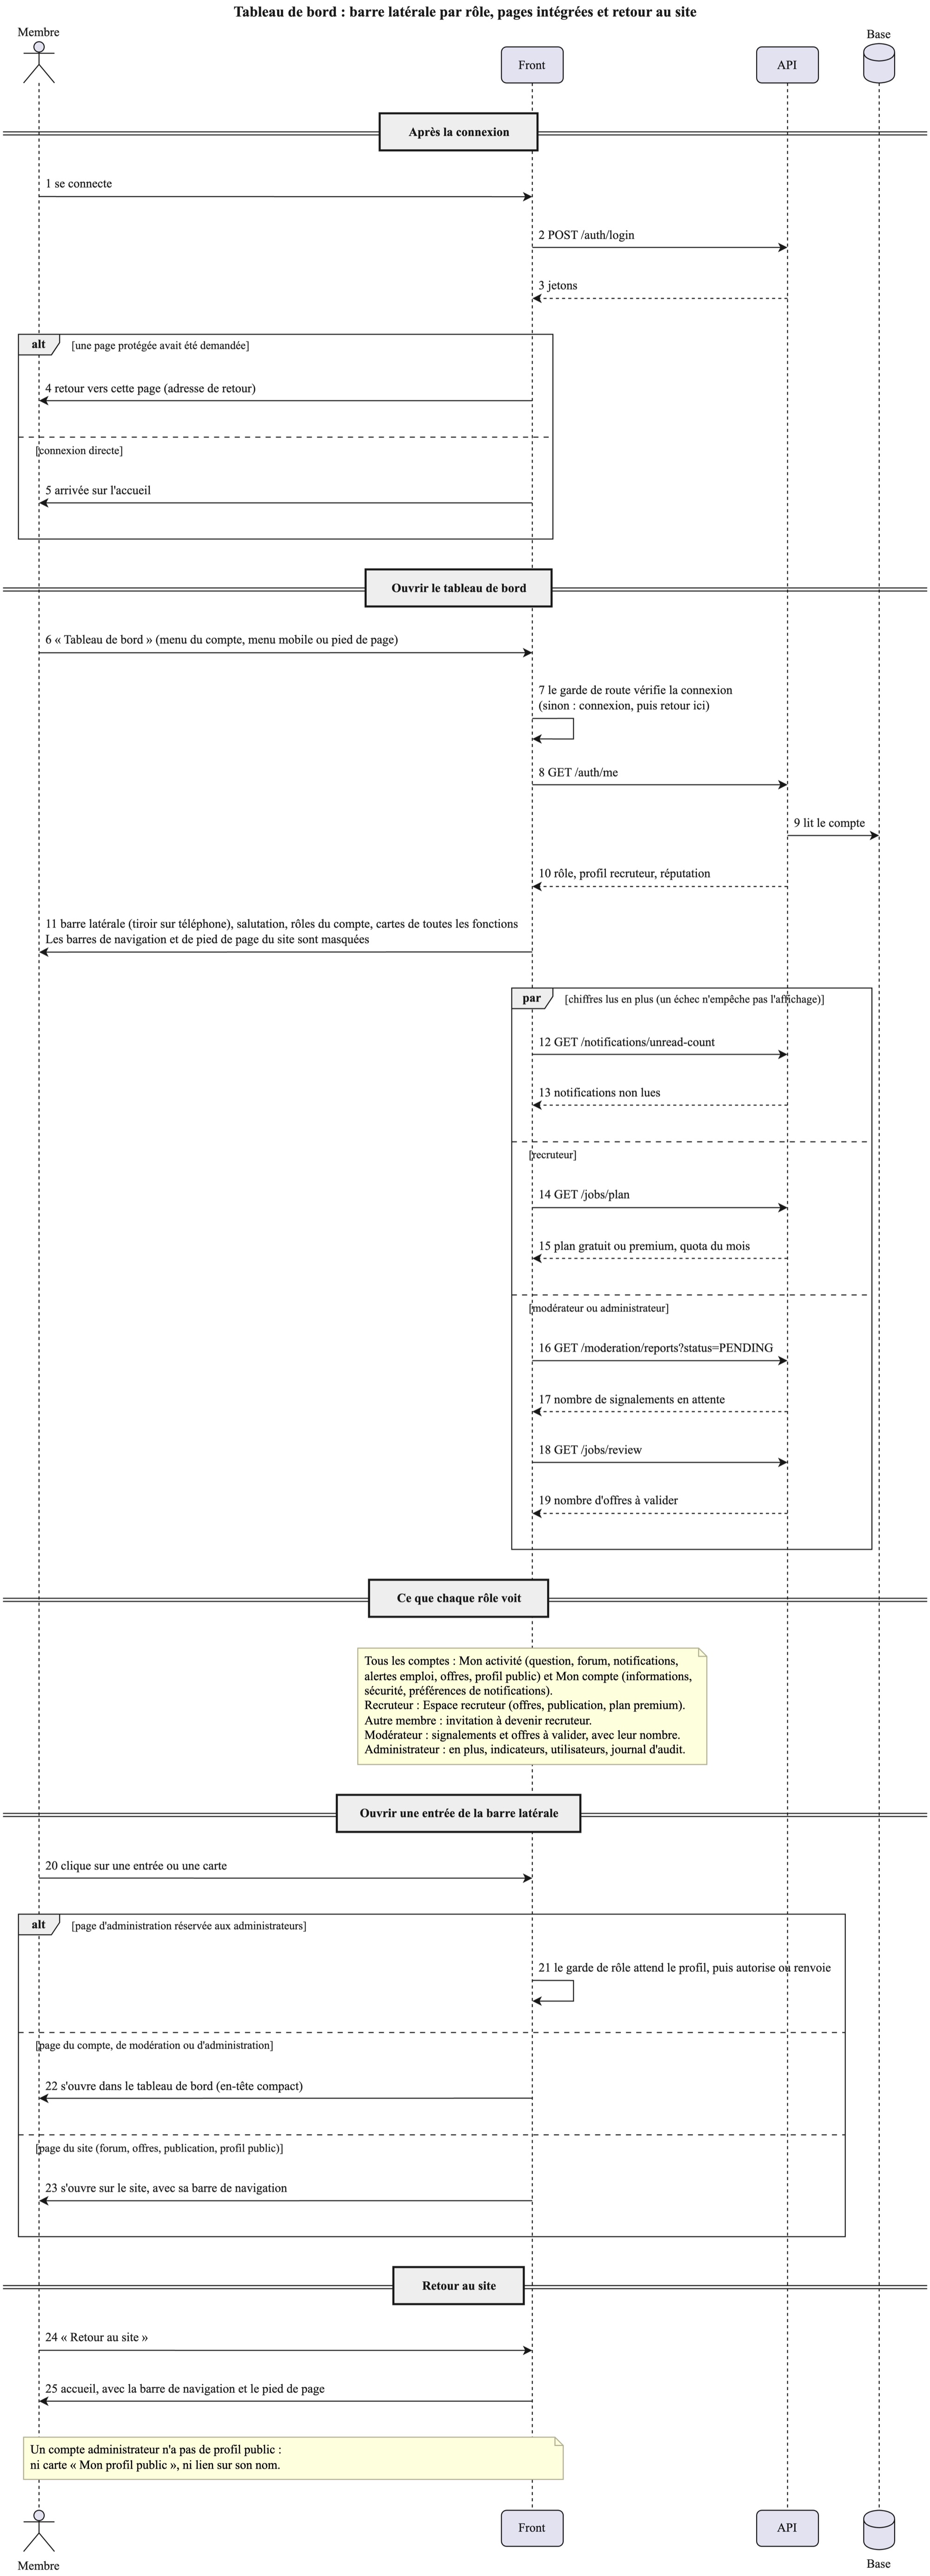 Tableau de bord : barre latérale par rôle, pages intégrées et retour au site
Membre
Front
API
Base
Après la connexion
1 se connecte
2 POST /auth/login
3 jetons
alt
[une page protégée avait été demandée]
4 retour vers cette page (adresse de retour)
[connexion directe]
5 arrivée sur l'accueil
Ouvrir le tableau de bord
6 « Tableau de bord » (menu du compte, menu mobile ou pied de page)
7 le garde de route vérifie la connexion
(sinon : connexion, puis retour ici)
8 GET /auth/me
9 lit le compte
10 rôle, profil recruteur, réputation
11 barre latérale (tiroir sur téléphone), salutation, rôles du compte, cartes de toutes les fonctions
Les barres de navigation et de pied de page du site sont masquées
par
[chiffres lus en plus (un échec n'empêche pas l'affichage)]
12 GET /notifications/unread-count
13 notifications non lues
[recruteur]
14 GET /jobs/plan
15 plan gratuit ou premium, quota du mois
[modérateur ou administrateur]
16 GET /moderation/reports?status=PENDING
17 nombre de signalements en attente
18 GET /jobs/review
19 nombre d'offres à valider
Ce que chaque rôle voit
Tous les comptes : Mon activité (question, forum, notifications,
alertes emploi, offres, profil public) et Mon compte (informations,
sécurité, préférences de notifications).
Recruteur : Espace recruteur (offres, publication, plan premium).
Autre membre : invitation à devenir recruteur.
Modérateur : signalements et offres à valider, avec leur nombre.
Administrateur : en plus, indicateurs, utilisateurs, journal d'audit.
Ouvrir une entrée de la barre latérale
20 clique sur une entrée ou une carte
alt
[page d'administration réservée aux administrateurs]
21 le garde de rôle attend le profil, puis autorise ou renvoie
[page du compte, de modération ou d'administration]
22 s'ouvre dans le tableau de bord (en-tête compact)
[page du site (forum, offres, publication, profil public)]
23 s'ouvre sur le site, avec sa barre de navigation
Retour au site
24 « Retour au site »
25 accueil, avec la barre de navigation et le pied de page
Un compte administrateur n'a pas de profil public :
ni carte « Mon profil public », ni lien sur son nom.
Membre
Front
API
Base